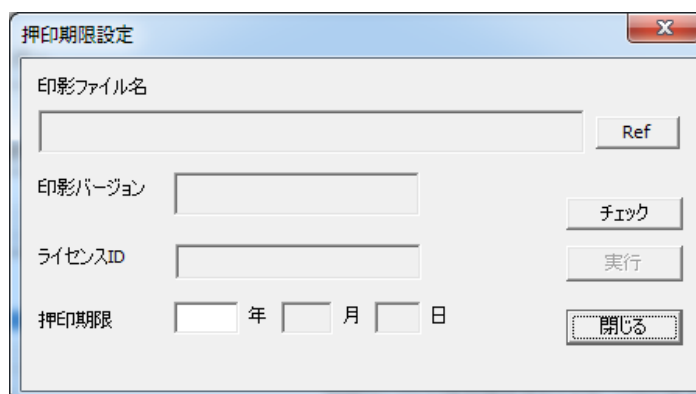 押印期限設定
印影ファイル名
Ref
印影バージョン
チェック
ライセンスID
実行
押印期限 年 月 日
閉じる